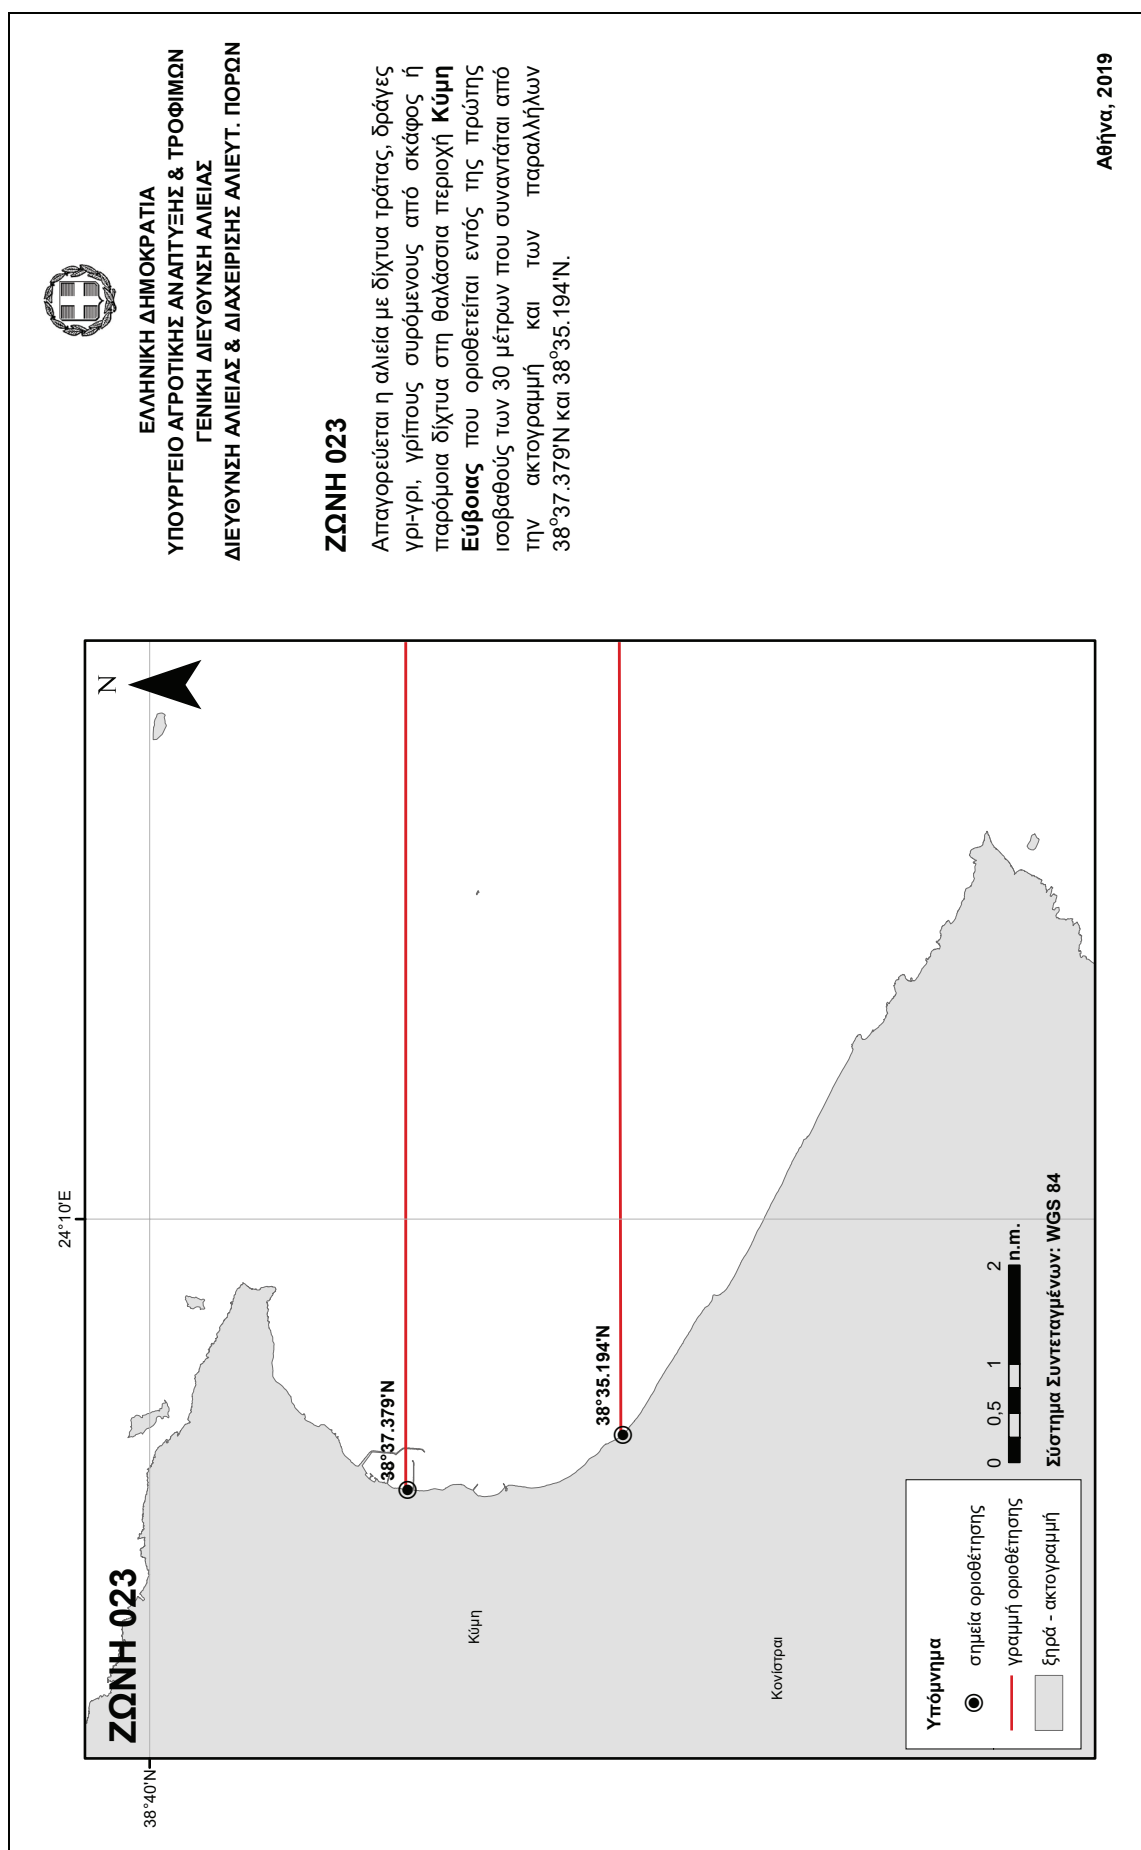 ΖΩΝΗ 023
24°10'E
38°40'N
N
38°37.379'N
38°35.194'N
Κύμη
Κονίστραι
Υπόμνημα
σημεία οριοθέτησης
γραμμή οριοθέτησης
ξηρά - ακτογραμμή
0 0,5 1 2
n.m.
Σύστημα Συντεταγμένων: WGS 84
ΕΛΛΗΝΙΚΗ ΔΗΜΟΚΡΑΤΙΑ
ΥΠΟΥΡΓΕΙΟ ΑΓΡΟΤΙΚΗΣ ΑΝΑΠΤΥΞΗΣ & ΤΡΟΦΙΜΩΝ
ΓΕΝΙΚΗ ΔΙΕΥΘΥΝΣΗ ΑΛΙΕΙΑΣ
ΔΙΕΥΘΥΝΣΗ ΑΛΙΕΙΑΣ & ΔΙΑΧΕΙΡΙΣΗΣ ΑΛΙΕΥΤ. ΠΟΡΩΝ
ΖΩΝΗ 023
Απαγορεύεται η αλιεία με δίχτυα τράτας, δράγες
γρι-γρι, γρίπους συρόμενους από σκάφος ή
παρόμοια δίχτυα στη θαλάσσια περιοχή Κύμη
Εύβοιας που οριοθετείται εντός της πρώτης
ισοβαθούς των 30 μέτρων που συναντάται από
την ακτογραμμή και των παραλλήλων
38°37.379'N και 38°35.194'N.
Αθήνα, 2019